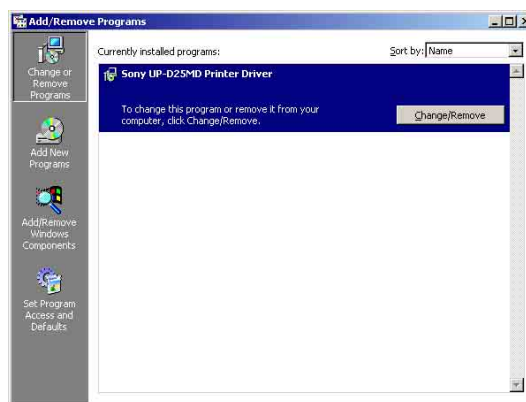 Add/Remove Programs
Change or
Remove
Programs
Add New
Programs
Add/Remove
Windows
Components
Set Program
Access and
Defaults
Currently installed programs:
Sort by: Name
Sony UP-D25MD Printer Driver
To change this program or remove it from your
computer, click Change/Remove.
Change/Remove